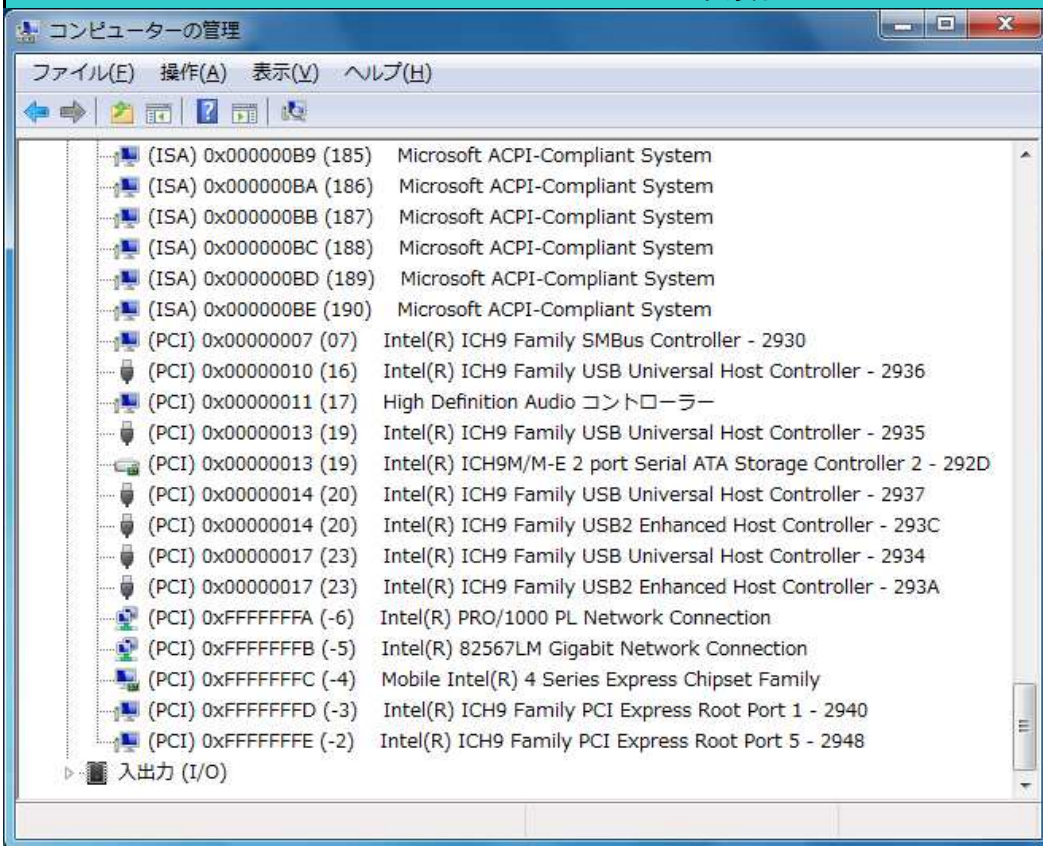 コンピューターの管理
ファイル(F) 操作(A) 表示(V) ヘルプ(H)
(ISA) 0x000000B9 (185) Microsoft ACPI-Compliant System
(ISA) 0x000000BA (186) Microsoft ACPI-Compliant System
(ISA) 0x000000BB (187) Microsoft ACPI-Compliant System
(ISA) 0x000000BC (188) Microsoft ACPI-Compliant System
(ISA) 0x000000BD (189) Microsoft ACPI-Compliant System
(ISA) 0x000000BE (190) Microsoft ACPI-Compliant System
(PCI) 0x00000007 (07) Intel(R) ICH9 Family SMBus Controller - 2930
(PCI) 0x00000010 (16) Intel(R) ICH9 Family USB Universal Host Controller - 2936
(PCI) 0x00000011 (17) High Definition Audio コントローラー
(PCI) 0x00000013 (19) Intel(R) ICH9 Family USB Universal Host Controller - 2935
(PCI) 0x00000013 (19) Intel(R) ICH9M/M-E 2 port Serial ATA Storage Controller 2 - 292D
(PCI) 0x00000014 (20) Intel(R) ICH9 Family USB Universal Host Controller - 2937
(PCI) 0x00000014 (20) Intel(R) ICH9 Family USB2 Enhanced Host Controller - 293C
(PCI) 0x00000017 (23) Intel(R) ICH9 Family USB Universal Host Controller - 2934
(PCI) 0x00000017 (23) Intel(R) ICH9 Family USB2 Enhanced Host Controller - 293A
(PCI) 0xFFFFFFFA (-6) Intel(R) PRO/1000 PL Network Connection
(PCI) 0xFFFFFFFB (-5) Intel(R) 82567LM Gigabit Network Connection
(PCI) 0xFFFFFFFC (-4) Mobile Intel(R) 4 Series Express Chipset Family
(PCI) 0xFFFFFFFD (-3) Intel(R) ICH9 Family PCI Express Root Port 1 - 2940
(PCI) 0xFFFFFFFE (-2) Intel(R) ICH9 Family PCI Express Root Port 5 - 2948
入出力 (I/O)